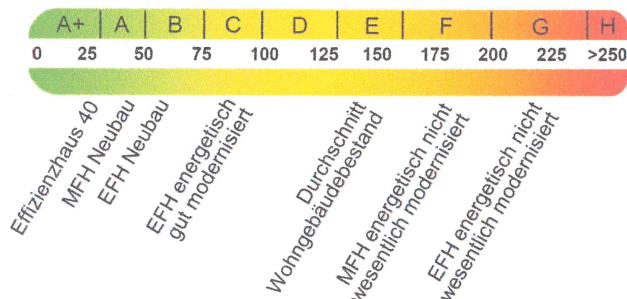 A+ A B C D E F G H
0 25 50 75 100 125 150 175 200 225 >250
Effizienzhaus 40
MFH Neubau
EFH Neubau
EFH energetisch
gut modernisiert
Durchschnitt
Wohngebäudebestand
MFH energetisch nicht
wesentlich modernisiert
EFH energetisch nicht
wesentlich modernisiert